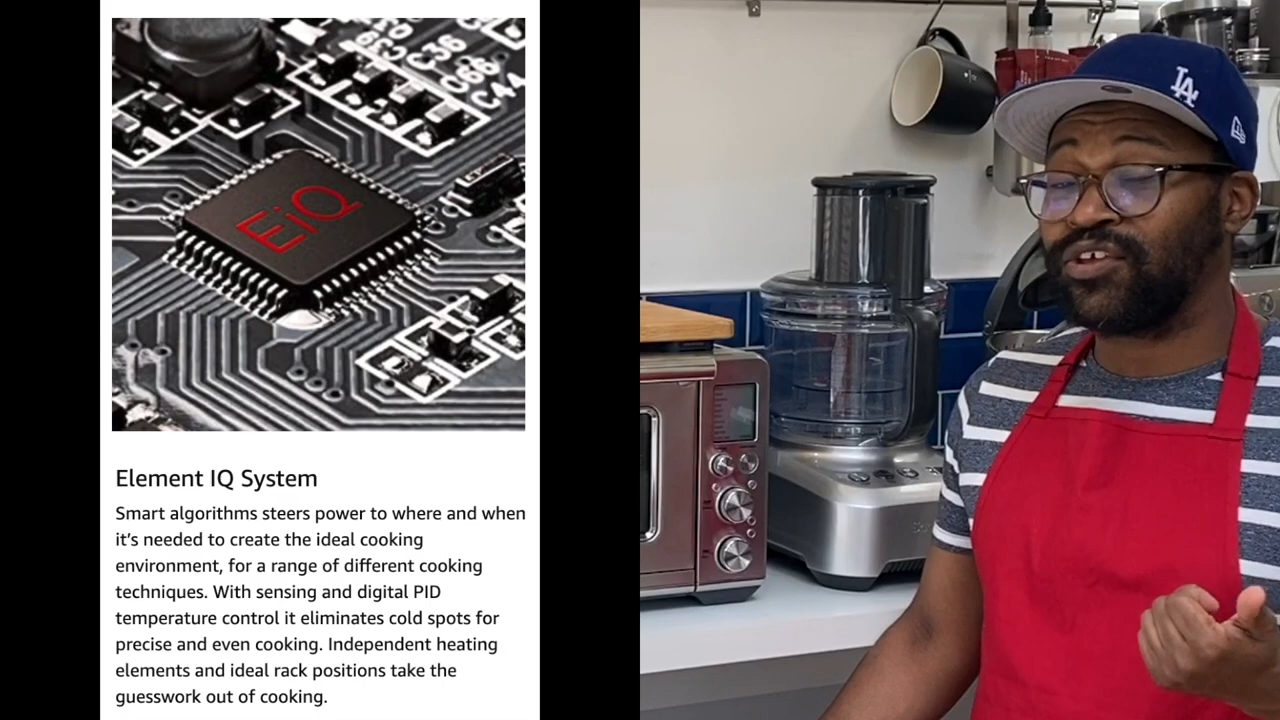 C36
C66
C44
EiQ
LA
Element IQ System
Smart algorithms steers power to where and when
it's needed to create the ideal cooking
environment, for a range of different cooking
techniques. With sensing and digital PID
temperature control it eliminates cold spots for
precise and even cooking. Independent heating
elements and ideal rack positions take the
guesswork out of cooking.